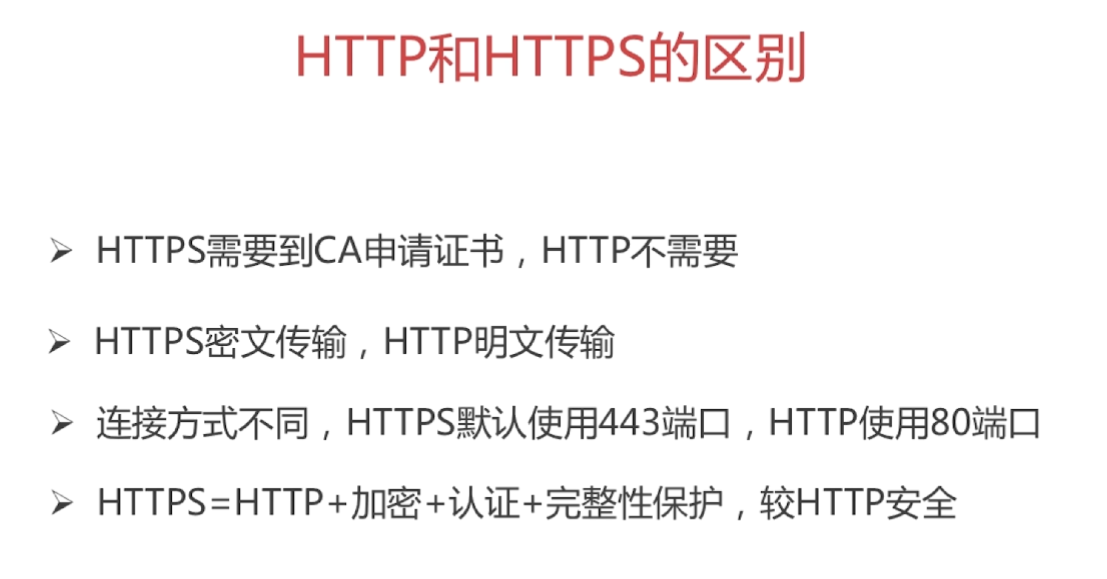 HTTP和HTTPS的区别
➢ HTTPS需要到CA申请证书，HTTP不需要
➢ HTTPS密文传输，HTTP明文传输
➢ 连接方式不同，HTTPS默认使用443端口，HTTP使用80端口
➢ HTTPS=HTTP+加密+认证+完整性保护，较HTTP安全